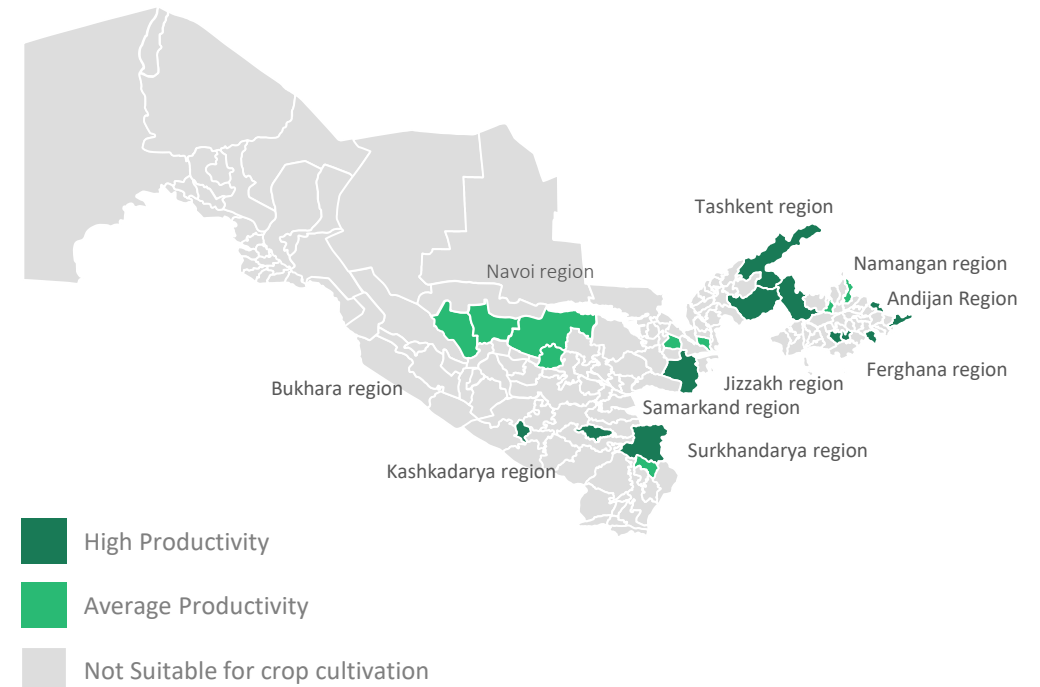 Tashkent region
Namangan region
Navoi region
Andijan Region
Ferghana region
Jizzakh region
Bukhara region
Samarkand region
Surkhandarya region
Kashkadarya region
High Productivity
Average Productivity
Not Suitable for crop cultivation